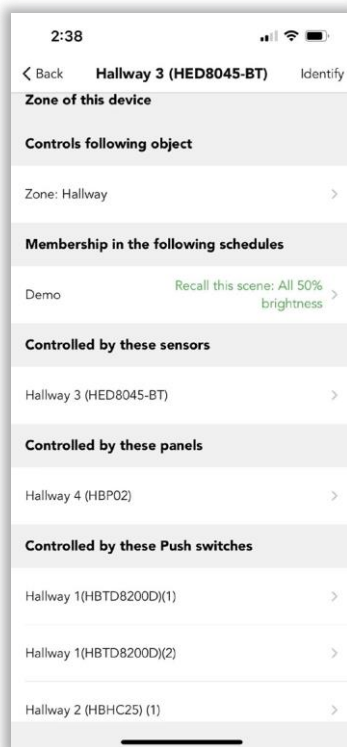 2:38
Back Hallway 3 (HED8045-BT) Identify
Zone of this device
Controls following object
Zone: Hallway
Membership in the following schedules
Demo Recall this scene: All 50%
brightness
Controlled by these sensors
Hallway 3 (HED8045-BT)
Controlled by these panels
Hallway 4 (HBP02)
Controlled by these Push switches
Hallway 1(HBTD8200D)(1)
Hallway 1(HBTD8200D)(2)
Hallway 2 (HBHC25) (1)